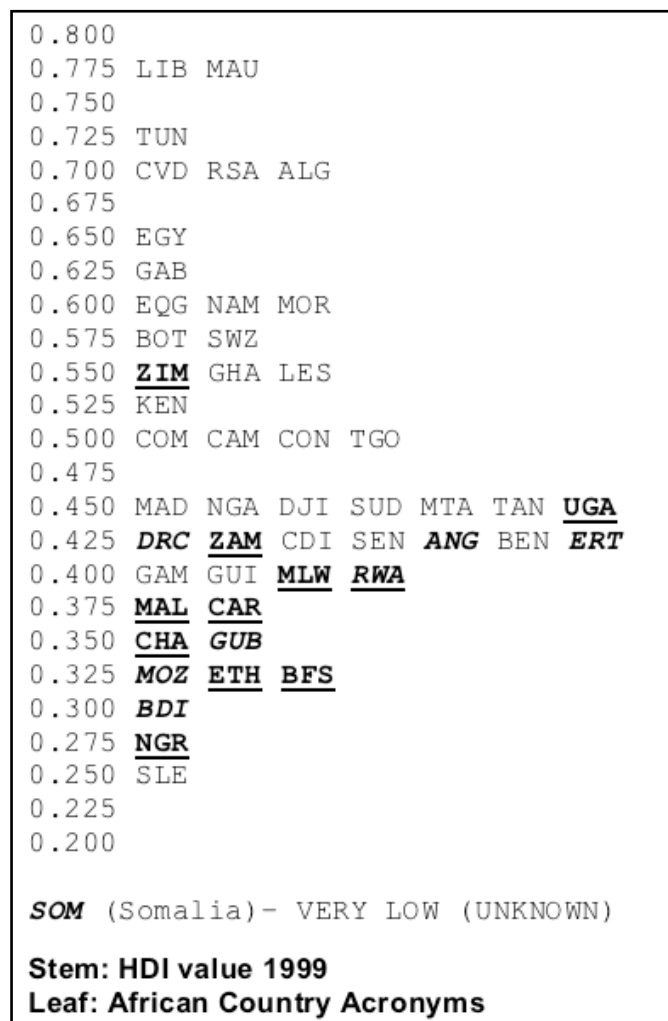 0.800
0.775 LIB MAU
0.750
0.725 TUN
0.700 CVD RSA ALG
0.675
0.650 EGY
0.625 GAB
0.600 EQG NAM MOR
0.575 BOT SWZ
0.550 ZIM GHA LES
0.525 KEN
0.500 COM CAM CON TGO
0.475
0.450 MAD NGA DJI SUD MTA TAN UGA
0.425 DRC ZAM CDI SEN ANG BEN ERT
0.400 GAM GUI MLW RWA
0.375 MAL CAR
0.350 CHA GUB
0.325 MOZ ETH BFS
0.300 BDI
0.275 NGR
0.250 SLE
0.225
0.200
SOM (Somalia)- VERY LOW (UNKNOWN)
Stem: HDI value 1999
Leaf: African Country Acronyms